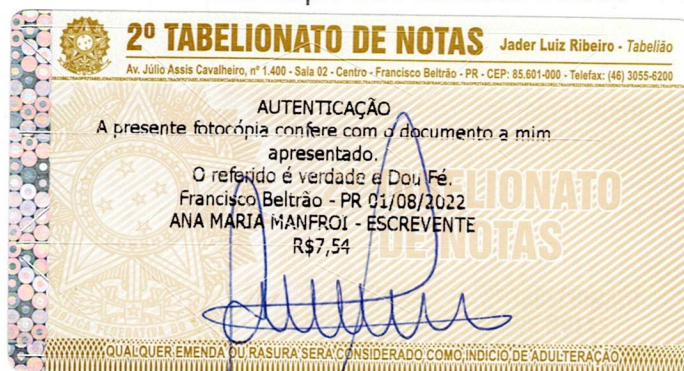 2º TABELIONATO DE NOTAS Jader Luiz Ribeiro - Tabelião
Av. Júlio Assis Cavalheiro, nº 1.400 - Sala 02 - Centro - Francisco Beltrão - PR - CEP: 85.601-000 - Telefax: (46) 3055-6200
AUTENTICAÇÃO
A presente fotocópia confere com o documento a mim
apresentado.
O referido é verdade e Dou Fé.
Francisco Beltrão - PR 01/08/2022
ANA MARIA MANFROI - ESCREVENTE
R$7,54
TABELIONATO
DE NOTAS
QUALQUER EMENDA OU RASURA SERÁ CONSIDERADO COMO INDÍCIO DE ADULTERAÇÃO